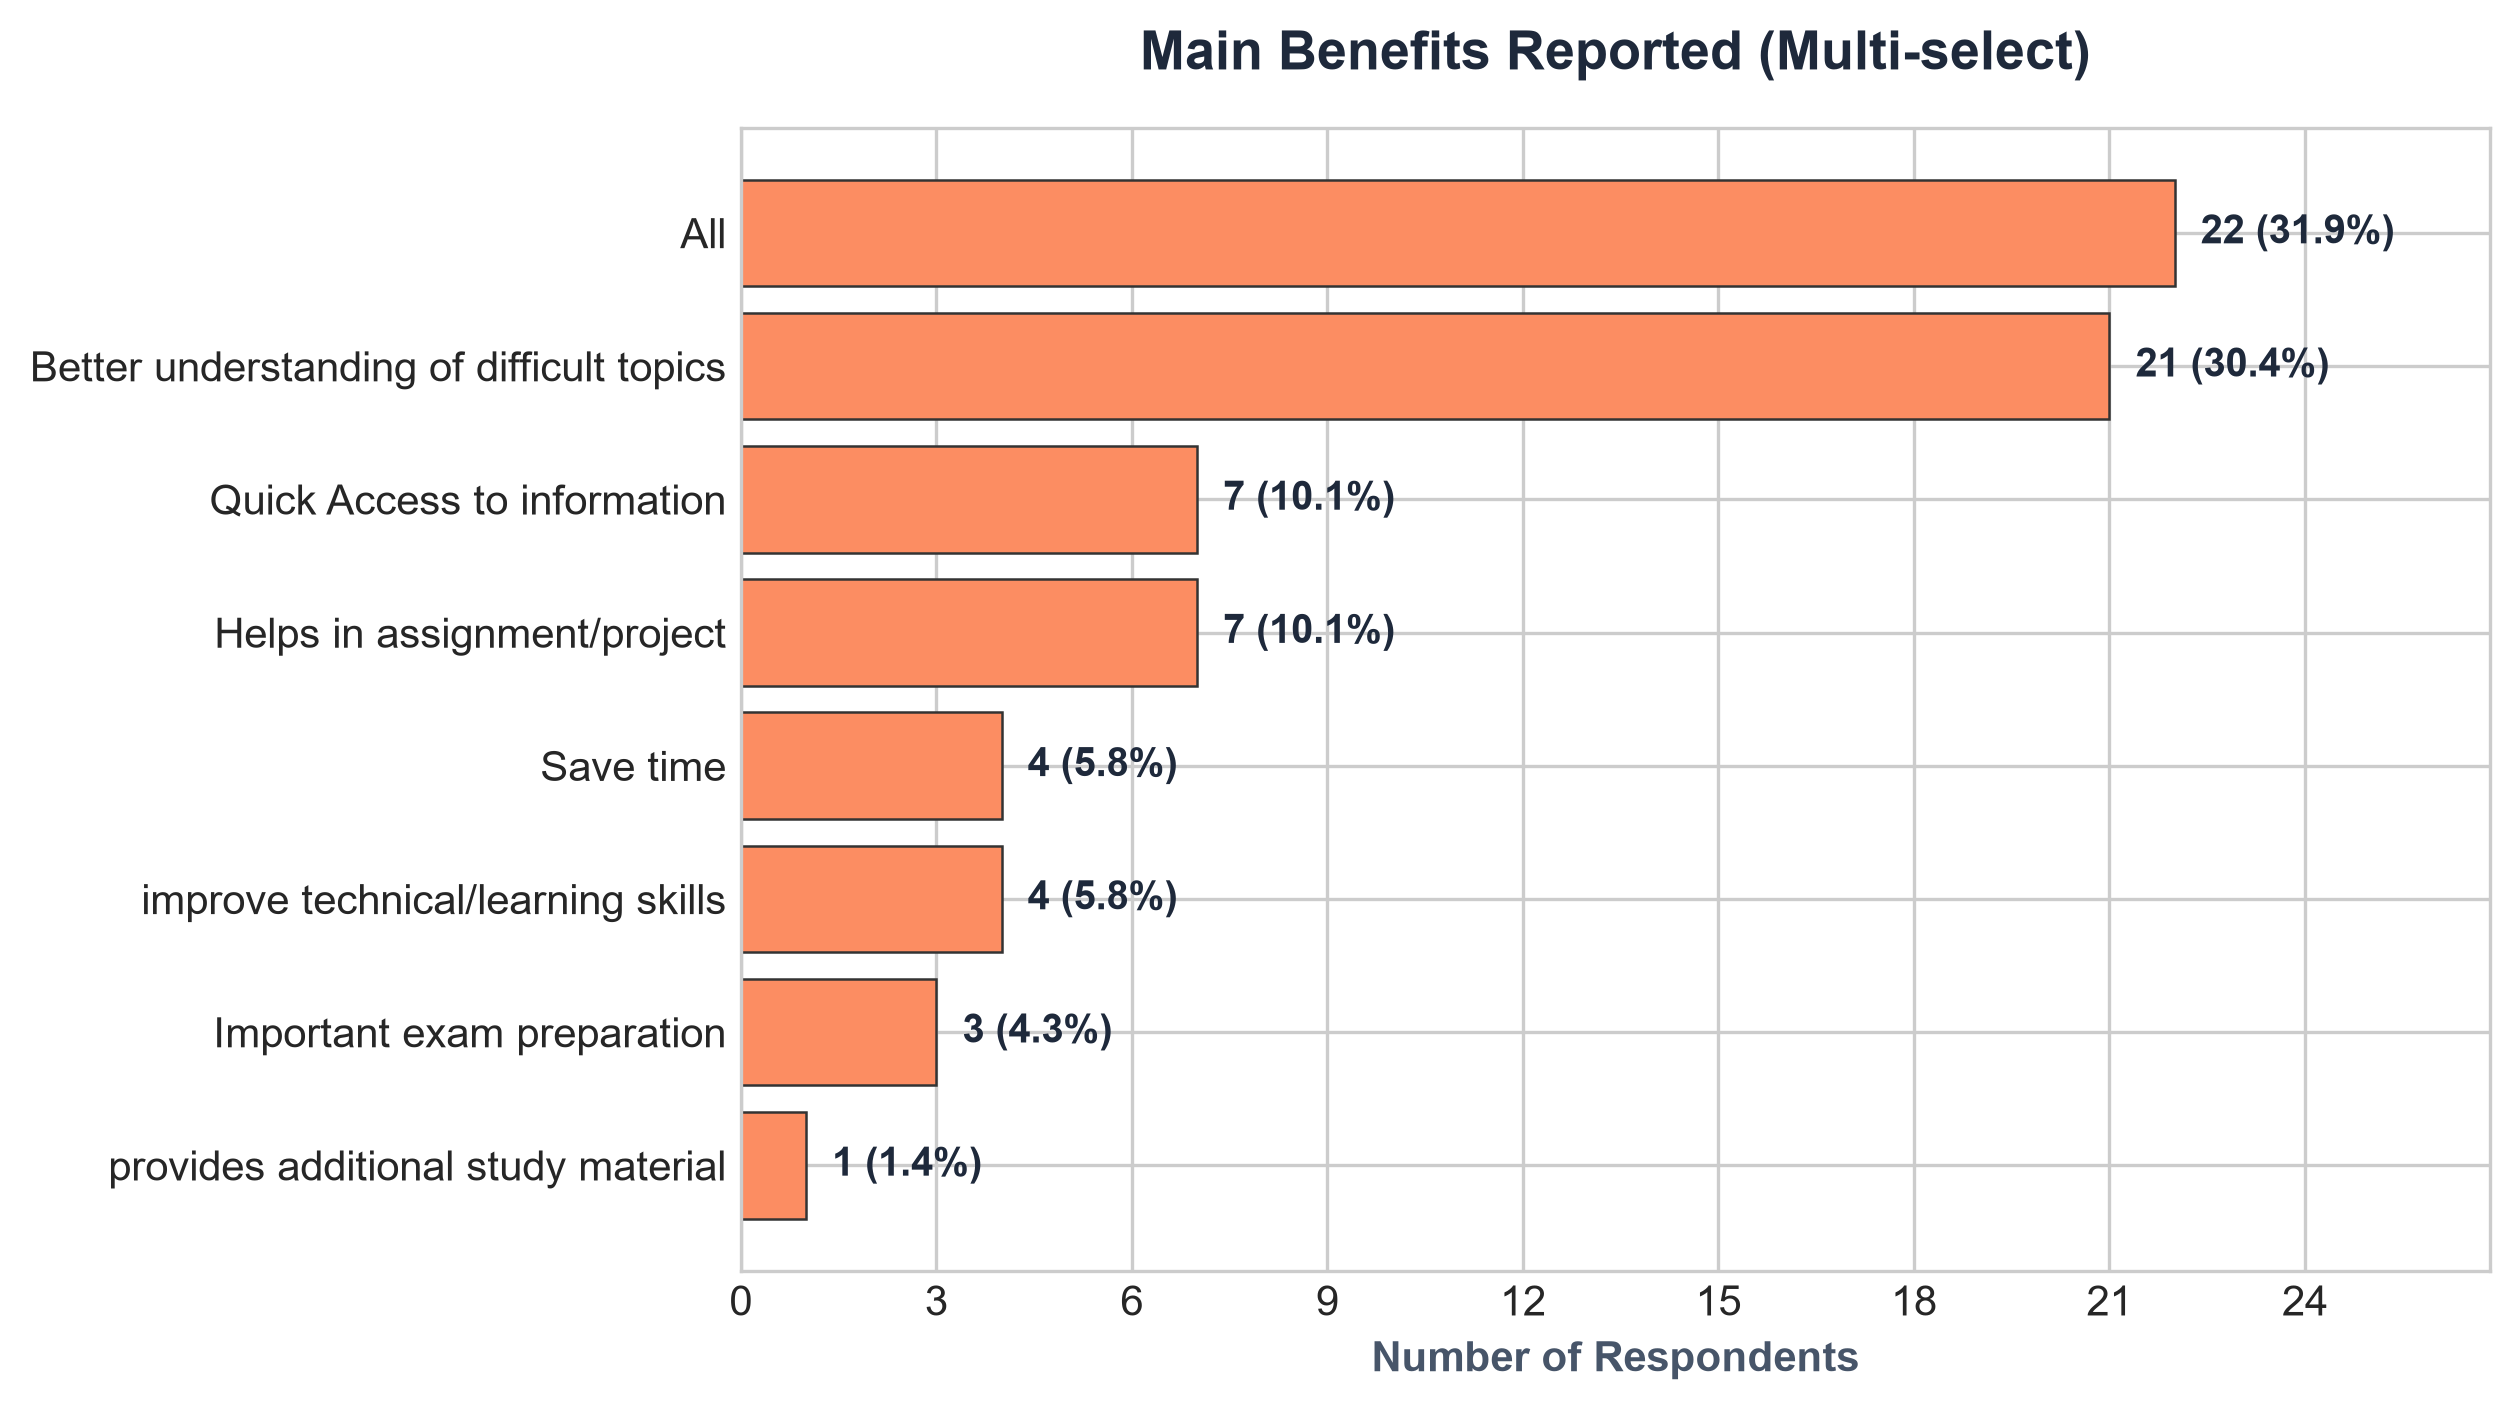 Main Benefits Reported (Multi-select)
All
22 (31.9%)
Better understanding of difficult topics
21 (30.4%)
Quick Access to information
7 (10.1%)
Helps in assignment/project
7 (10.1%)
Save time
4 (5.8%)
improve technical/learning skills
4 (5.8%)
Important exam preparation
3 (4.3%)
provides additional study material
1 (1.4%)
0 3 6 9 12 15 18 21 24
Number of Respondents